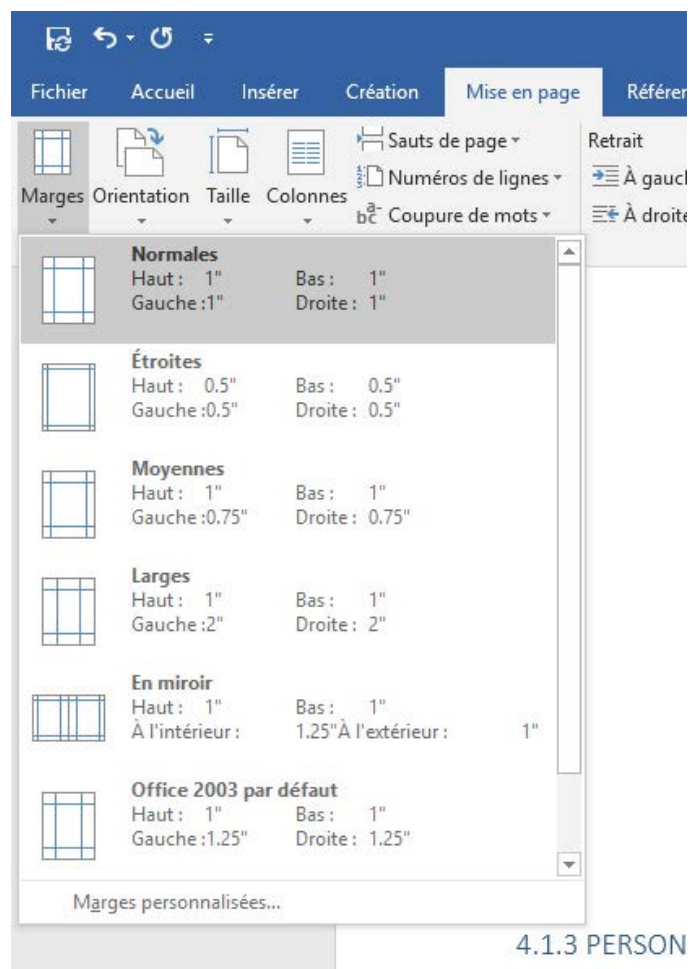 Fichier Accueil Insérer Création Mise en page Référen
Marges Orientation Taille Colonnes
Sauts de page
Numéros de lignes
Coupure de mots
Retrait
À gauch
À droite
Normales
Haut : 1" Bas : 1"
Gauche :1" Droite : 1"
Étroites
Haut : 0.5" Bas : 0.5"
Gauche :0.5" Droite : 0.5"
Moyennes
Haut : 1" Bas : 1"
Gauche :0.75" Droite : 0.75"
Larges
Haut : 1" Bas : 1"
Gauche :2" Droite : 2"
En miroir
Haut : 1" Bas : 1"
À l'intérieur : 1.25"À l'extérieur : 1"
Office 2003 par défaut
Haut : 1" Bas : 1"
Gauche :1.25" Droite : 1.25"
Marges personnalisées...
4.1.3 PERSON